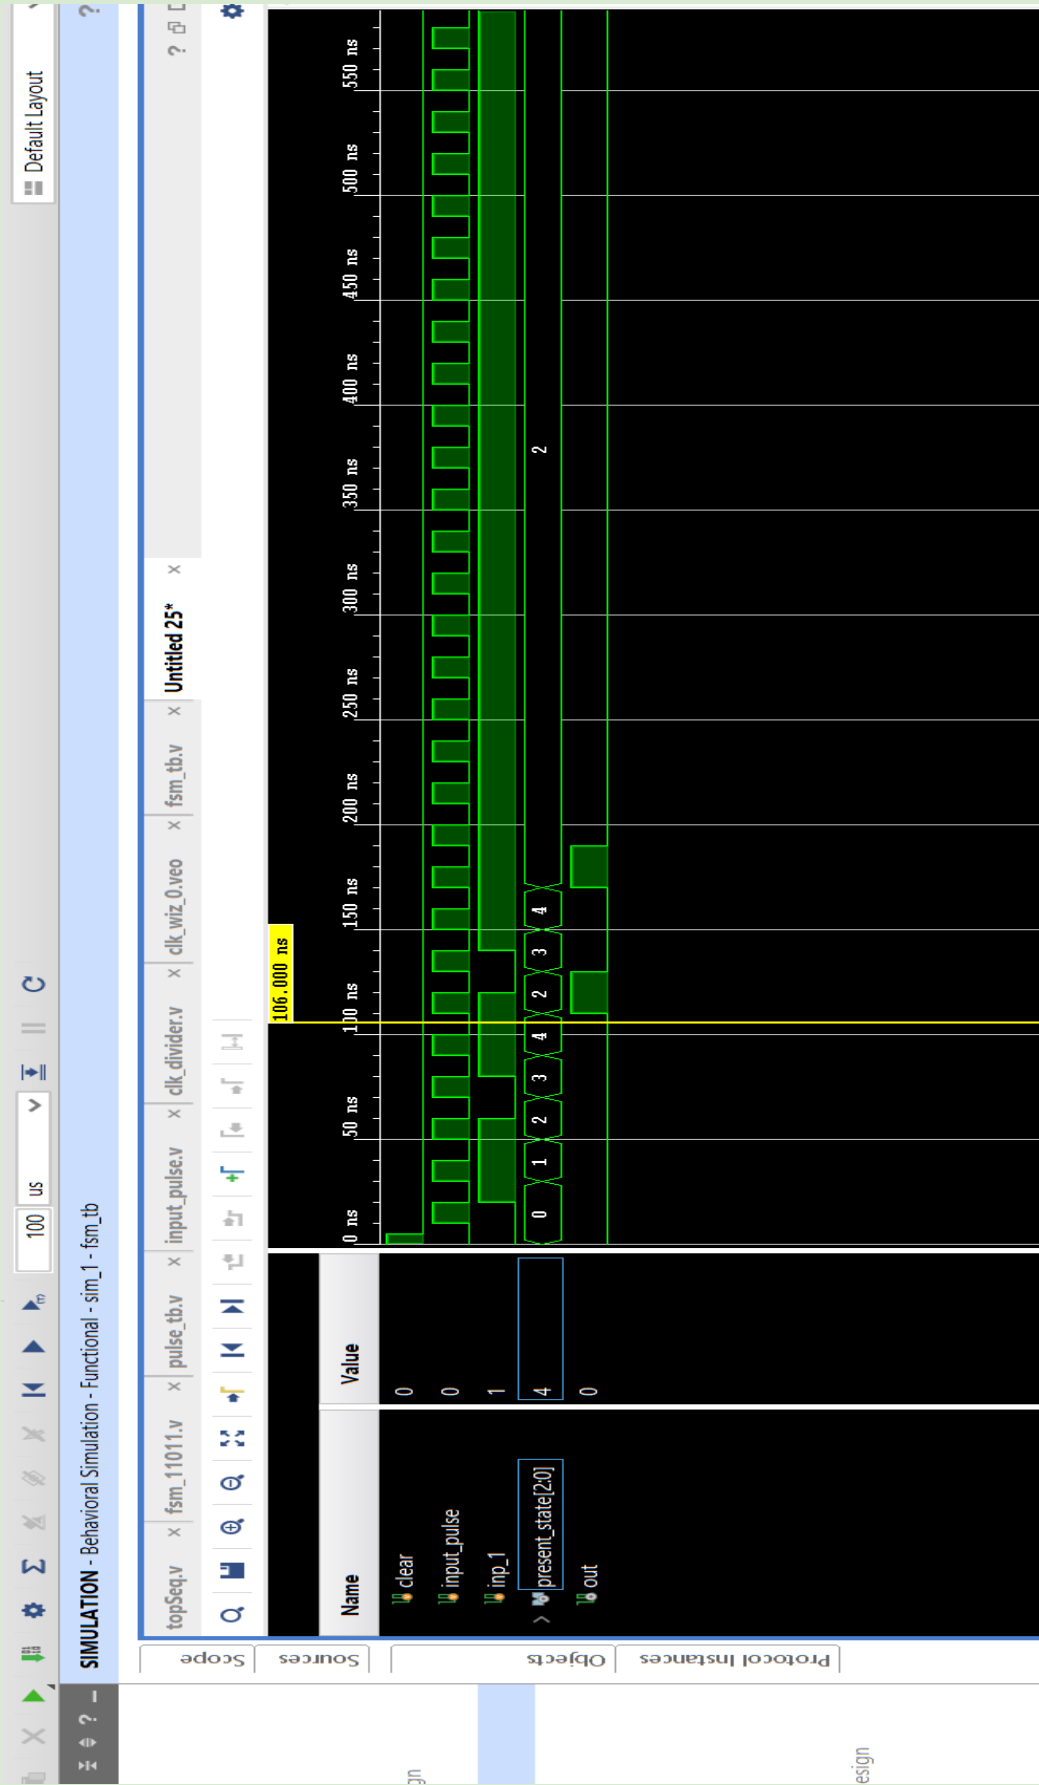 100 us
Default Layout
SIMULATION - Behavioral Simulation - Functional - sim_1 - fsm_tb
?
? _
Scope
Sources
Objects
Protocol Instances
topSeq.v x fsm_11011.v x pulse_tb.v x input_pulse.v x clk_divider.v x clk_wiz_0.veo x fsm_tb.v x Untitled 25* x
?
106.000 ns
Name Value
0 ns 50 ns 100 ns 150 ns 200 ns 250 ns 300 ns 350 ns 400 ns 450 ns 500 ns 550 ns
clear 0
input_pulse 0
inp_1 1
> present_state[2:0] 4 0 1 2 3 4 2 3 4 2
out 0
gn
esign